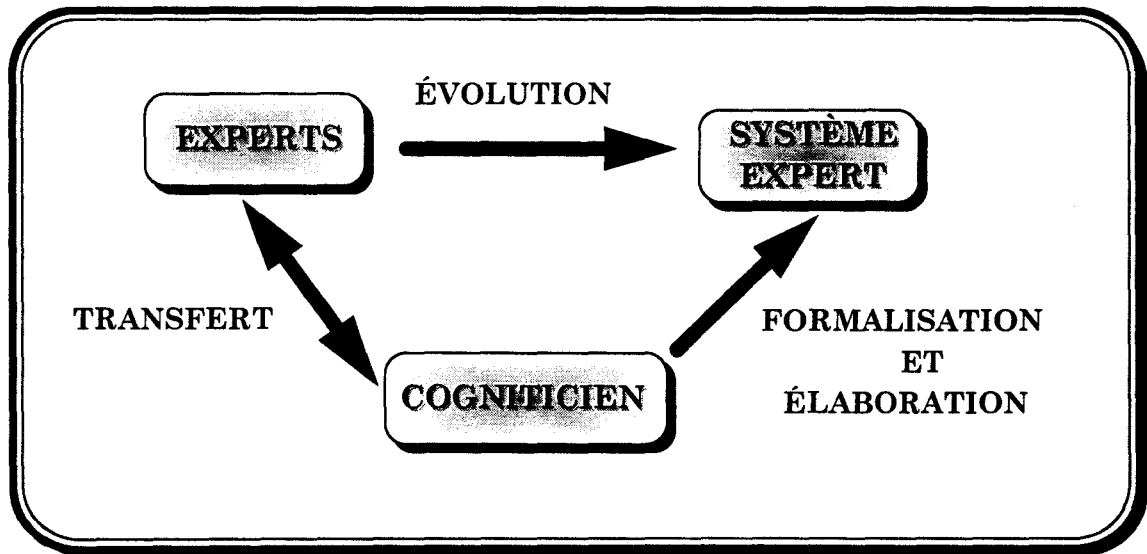 ÉVOLUTION
EXPERTS
SYSTÈME
EXPERT
TRANSFERT
FORMALISATION
ET
ÉLABORATION
COGNITICIEN